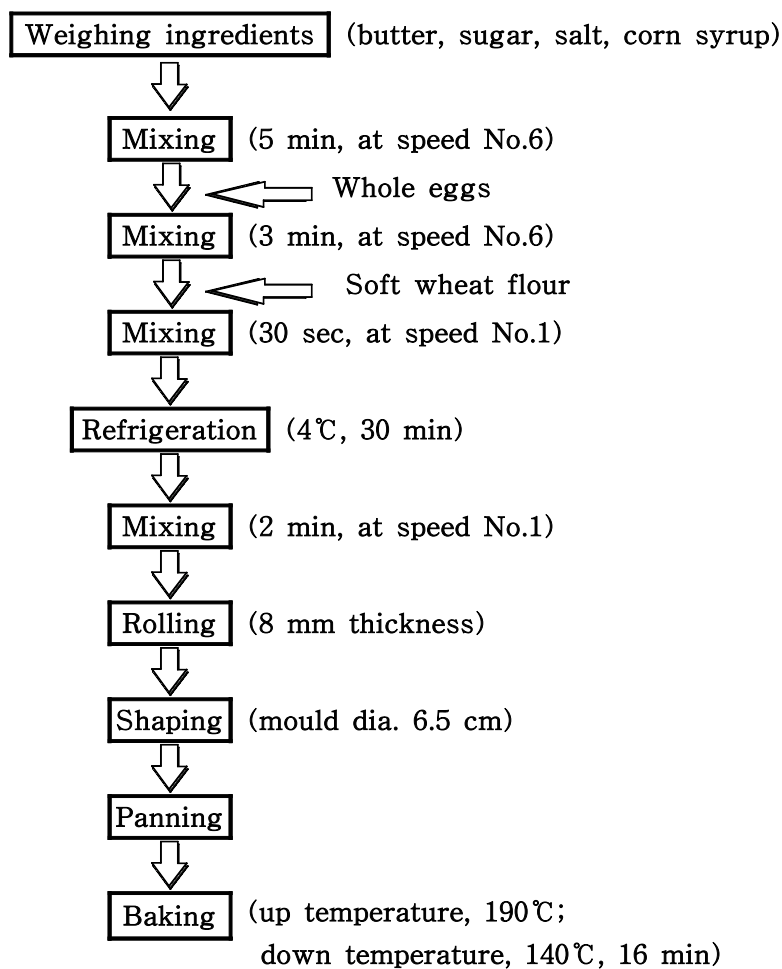 Weighing ingredients (butter, sugar, salt, corn syrup)
Mixing (5 min, at speed No.6)
Whole eggs
Mixing (3 min, at speed No.6)
Soft wheat flour
Mixing (30 sec, at speed No.1)
Refrigeration (4℃, 30 min)
Mixing (2 min, at speed No.1)
Rolling (8 mm thickness)
Shaping (mould dia. 6.5 cm)
Panning
Baking (up temperature, 190℃;
down temperature, 140℃, 16 min)